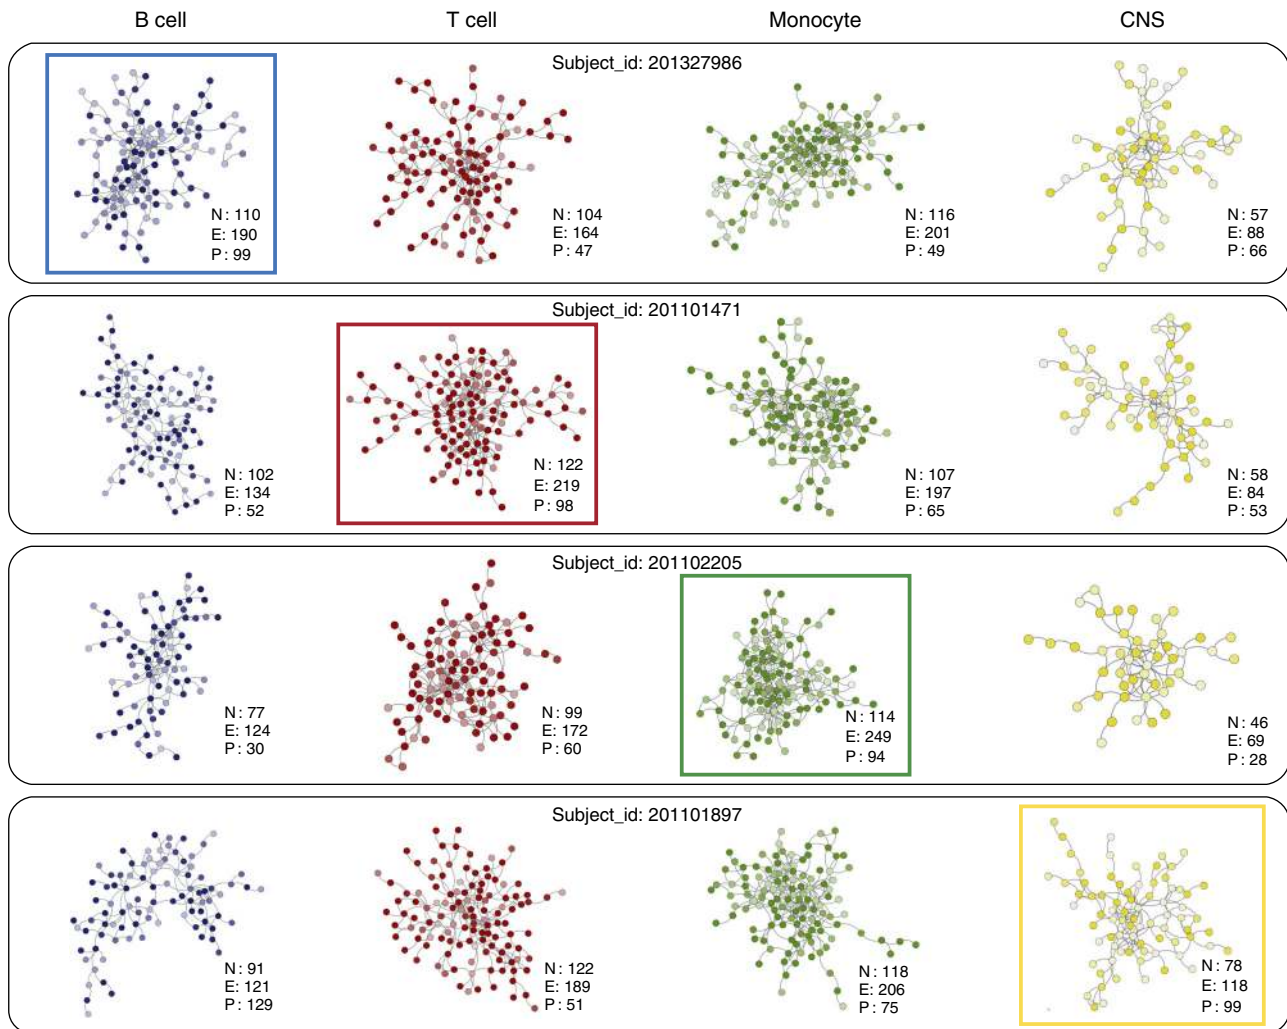 B cell
T cell
Monocyte
CNS
Subject_id: 201327986
N: 110
E: 190
P: 99
N: 104
E: 164
P: 47
N: 116
E: 201
P: 49
N: 57
E: 88
P: 66
Subject_id: 201101471
N: 102
E: 134
P: 52
N: 122
E: 219
P: 98
N: 107
E: 197
P: 65
N: 58
E: 84
P: 53
Subject_id: 201102205
N: 77
E: 124
P: 30
N: 99
E: 172
P: 60
N: 114
E: 249
P: 94
N: 46
E: 69
P: 28
Subject_id: 201101897
N: 91
E: 121
P: 129
N: 122
E: 189
P: 51
N: 118
E: 206
P: 75
N: 78
E: 118
P: 99